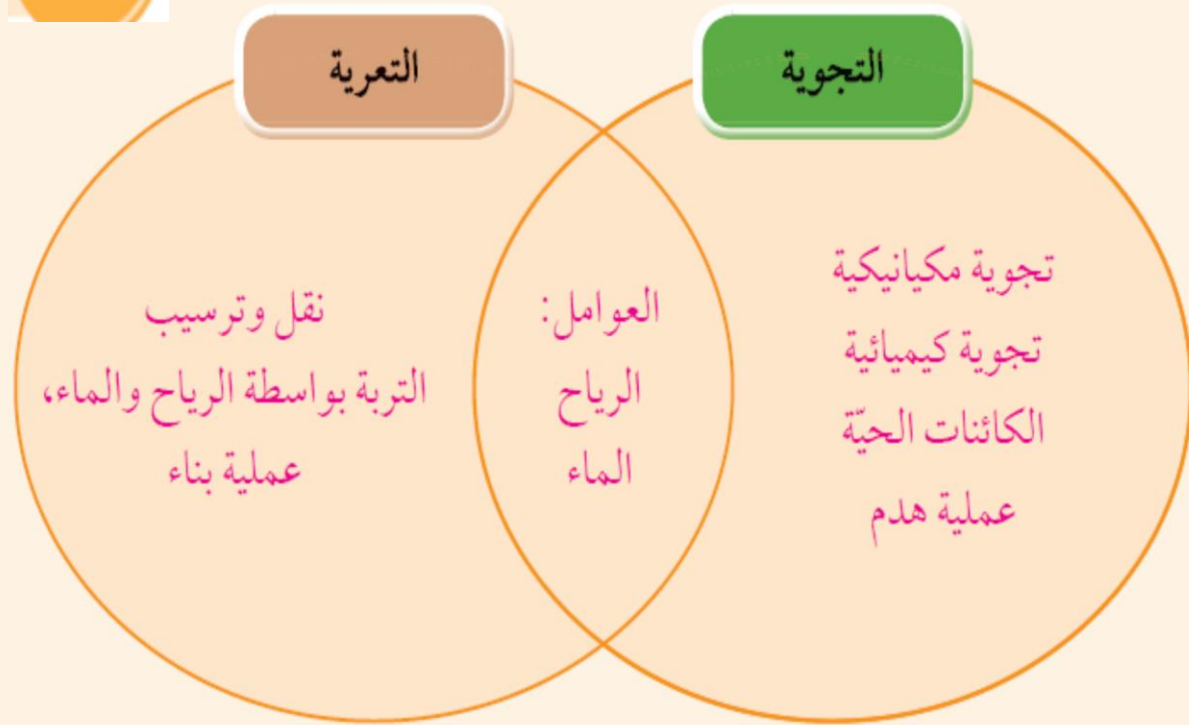 التجوية
تجوية مكيانيكية
تجوية كيميائية
الكائنات الحيّة
عملية هدم
العوامل:
الرياح
الماء
التعرية
نقل وترسيب
التربة بواسطة الرياح والماء،
عملية بناء